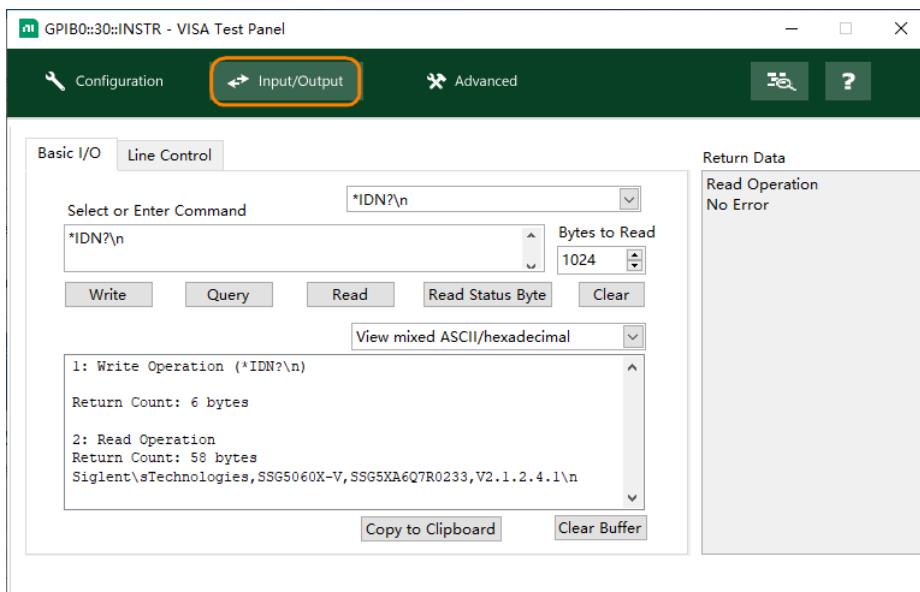 GPIB0::30::INSTR - VISA Test Panel
Configuration
Input/Output
Advanced
?
Basic I/O
Line Control
Return Data
Read Operation
No Error
*IDN?\n
Select or Enter Command
*IDN?\n
Bytes to Read
1024
Write
Query
Read
Read Status Byte
Clear
View mixed ASCII/hexadecimal
1: Write Operation (*IDN?\n)
Return Count: 6 bytes
2: Read Operation
Return Count: 58 bytes
Siglent\sTechnologies,SSG5060X-V,SSG5XA6Q7R0233,V2.1.2.4.1\n
Copy to Clipboard
Clear Buffer